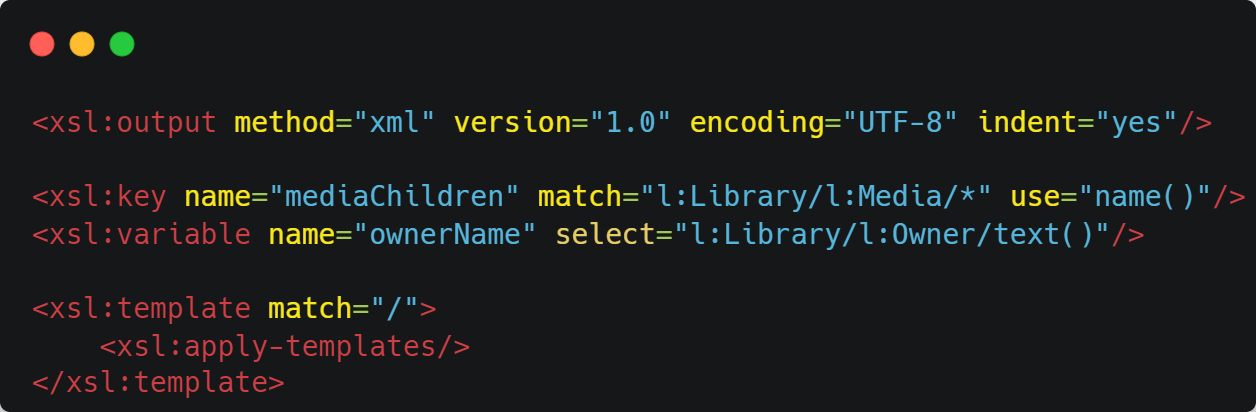 <xsl:output method="xml" version="1.0" encoding="UTF-8" indent="yes"/>
<xsl:key name="mediaChildren" match="l:Library/l:Media/*" use="name()"/>
<xsl:variable name="ownerName" select="l:Library/l:Owner/text()"/>
<xsl:template match="/">
    <xsl:apply-templates/>
</xsl:template>